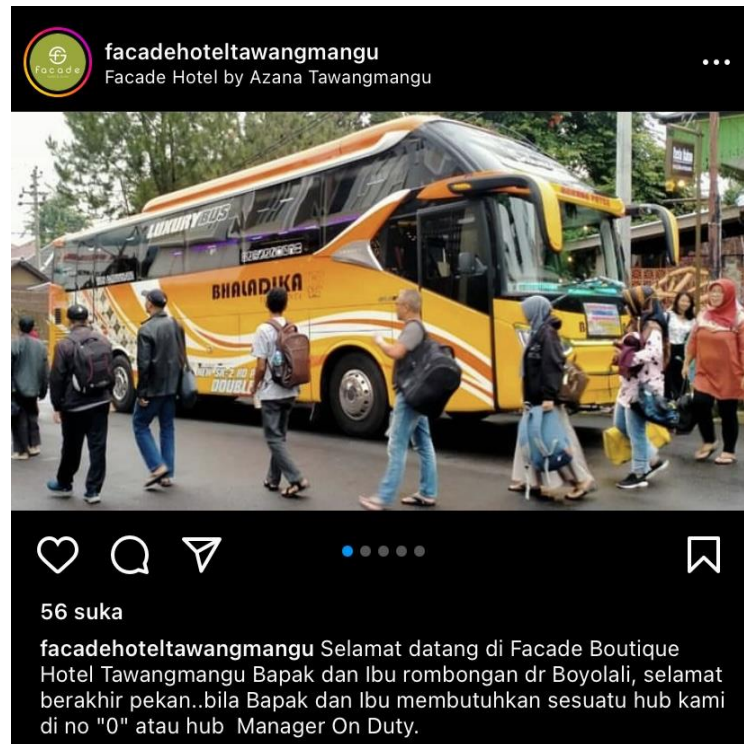 facadehoteltawangmangu
Facade Hotel by Azana Tawangmangu
Facade
LUXURYBUS
BHALADIKA
DOUBLE
56 suka
facadehoteltawangmangu Selamat datang di Facade Boutique
Hotel Tawangmangu Bapak dan Ibu rombongan dr Boyolali, selamat
berakhir pekan..bila Bapak dan Ibu membutuhkan sesuatu hub kami
di no "0" atau hub  Manager On Duty.